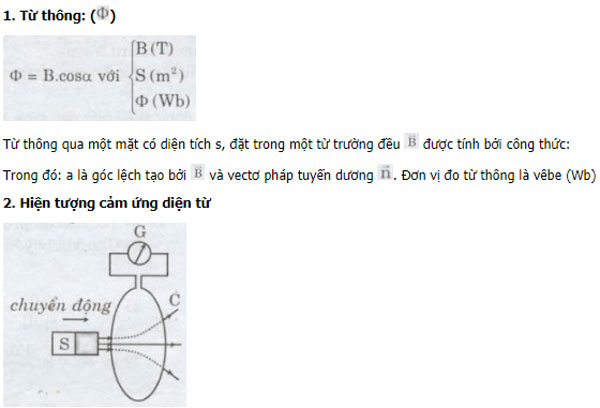 1. Từ thông: (Φ)
B (T)
Φ = B.cosα với { S (m²)
Φ (Wb)
Từ thông qua một mặt có diện tích s, đặt trong một từ trường đều B được tính bởi công thức:
Trong đó: a là góc lệch tạo bới B và vectơ pháp tuyến dương n. Đơn vị đo từ thông là vêbe (Wb)
2. Hiện tượng cảm ứng diện từ
G
C
chuyển động
S